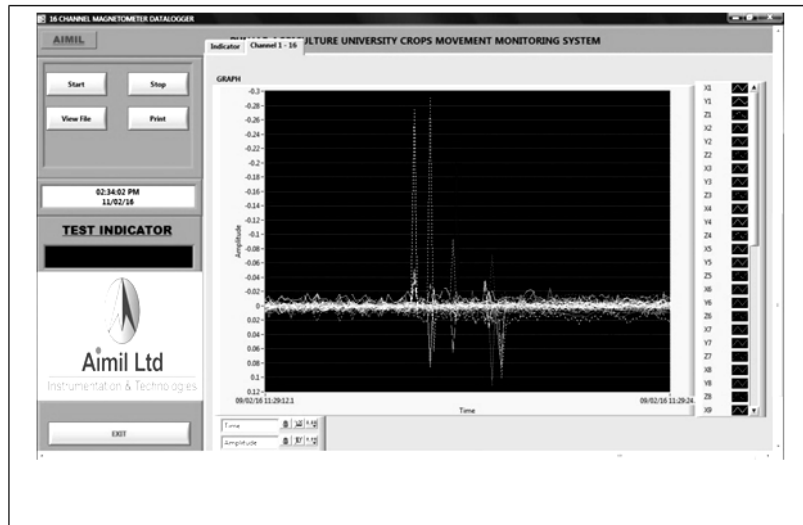 16 CHANNEL MAGNETOMETER DATALOGGER
AIMIL
AGRICULTURE UNIVERSITY CROPS MOVEMENT MONITORING SYSTEM
Indicator
Channel 1 - 16
Start
Stop
View File
Print
02:34:02 PM
11/02/16
TEST INDICATOR
Aimil Ltd
Instrumentation & Technologies
EXIT
GRAPH
Amplitude
-0.3
-0.28
-0.26
-0.24
-0.22
-0.2
-0.18
-0.16
-0.14
-0.12
-0.1
-0.08
-0.06
-0.04
-0.02
0
0.02
0.04
0.06
0.08
0.1
0.12
09/02/16 11:29:12.1
09/02/16 11:29:24
Time
Time
Amplitude
X1
Y1
Z1
X2
Y2
Z2
X3
Y3
Z3
X4
Y4
Z4
X5
Y5
Z5
X6
Y6
Z6
X7
Y7
Z7
X8
Y8
Z8
X9